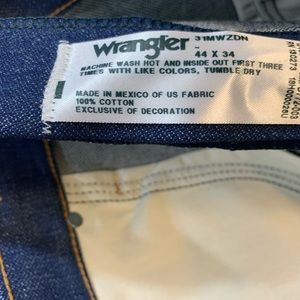 Wrangler 31MWZDN
-
44 X 34
MACHINE WASH HOT AND INSIDE OUT FIRST THREE
TIMES WITH LIKE COLORS, TUMBLE DRY
MADE IN MEXICO OF US FABRIC
100% COTTON
EXCLUSIVE OF DECORATION